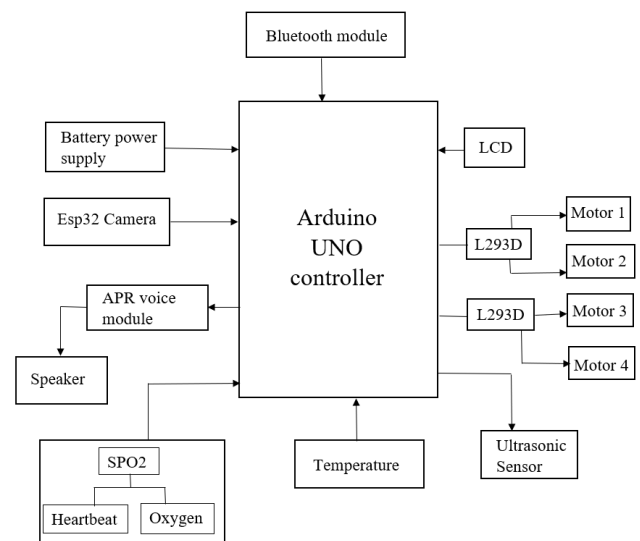 Bluetooth module
Battery power
supply
LCD
Esp32 Camera
Arduino
UNO
controller
Motor 1
L293D
Motor 2
APR voice
module
L293D
Motor 3
Motor 4
Speaker
Ultrasonic
Sensor
Temperature
SPO2
Heartbeat
Oxygen